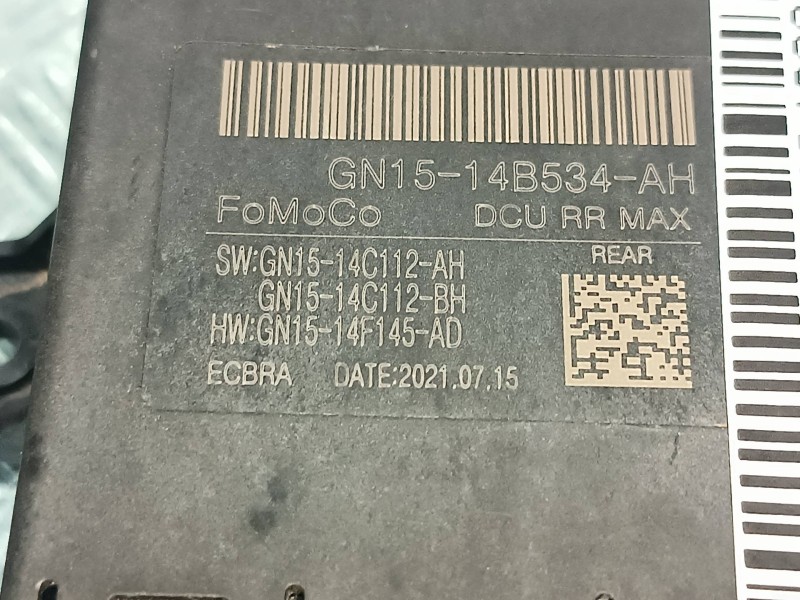 GN15-14B534-AH
FoMoCo DCU RR MAX
SW:GN15-14C112-AH REAR
GN15-14C112-BH
HW:GN15-14F145-AD
ECBRA DATE:2021.07.15